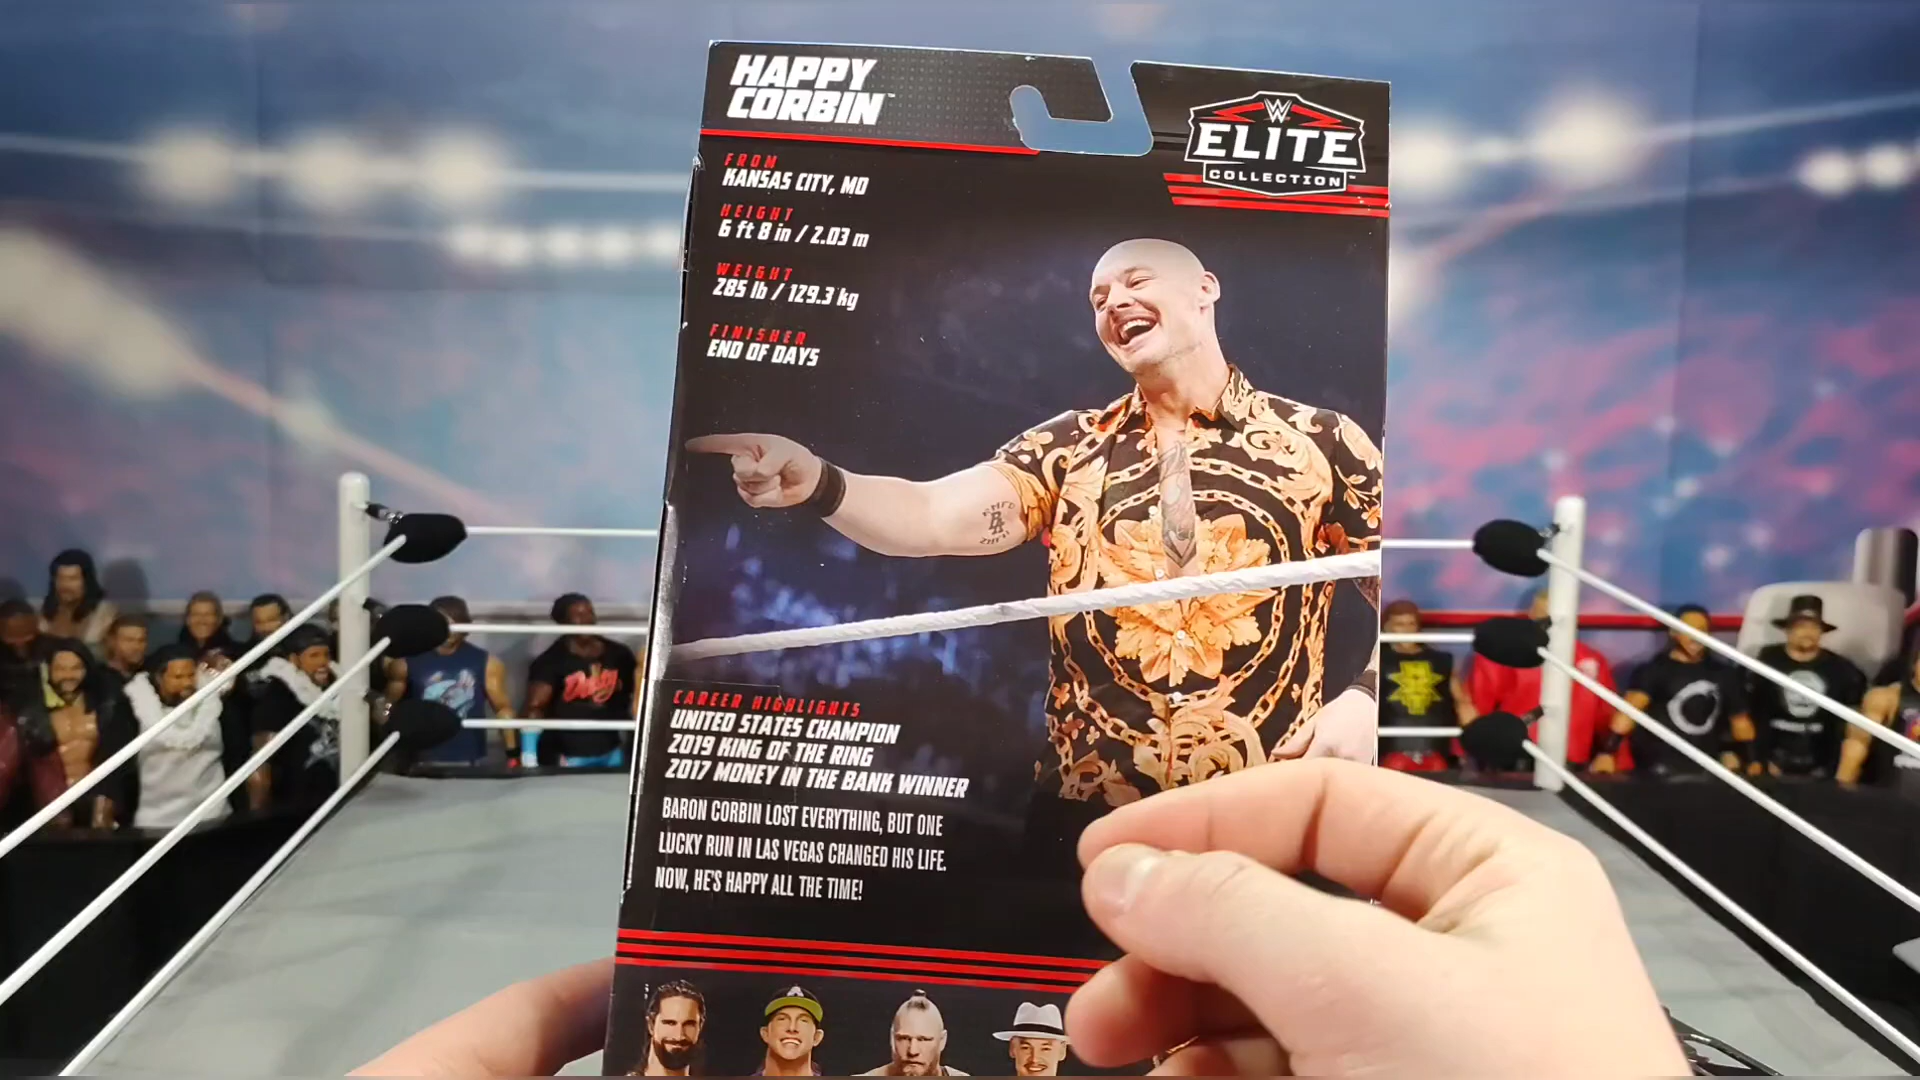 HAPPY
CORBIN™
W
ELITE
COLLECTION™
FROM
KANSAS CITY, MO
HEIGHT
6 ft 8 in / 2.03 m
WEIGHT
285 lb / 129.3 kg
FINISHER
END OF DAYS
CAREER HIGHLIGHTS
UNITED STATES CHAMPION
2019 KING OF THE RING
2017 MONEY IN THE BANK WINNER
BARON CORBIN LOST EVERYTHING, BUT ONE
LUCKY RUN IN LAS VEGAS CHANGED HIS LIFE.
NOW, HE'S HAPPY ALL THE TIME!